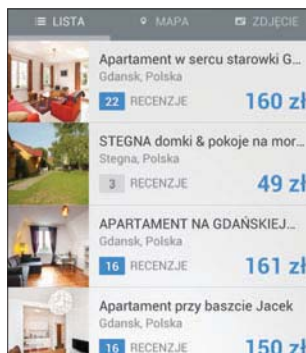 LISTA MAPA ZDJĘCIE
Apartament w sercu starowki G...
Gdansk, Polska
22 RECENZJE 160 zł
STEGNA domki & pokoje na mor...
Stegna, Polska
3 RECENZJE 49 zł
APARTAMENT NA GDAŃSKIEJ...
Gdansk, Polska
16 RECENZJE 161 zł
Apartament przy baszcie Jacek
Gdansk, Polska
16 RECENZJE 150 zł